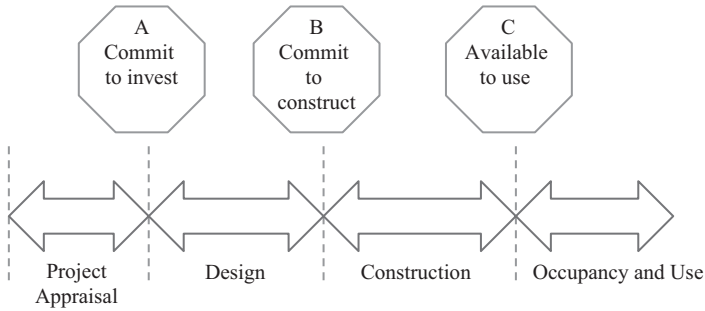 A
Commit
to invest
B
Commit
to
construct
C
Available
to use
Project
Appraisal
Design
Construction
Occupancy and Use